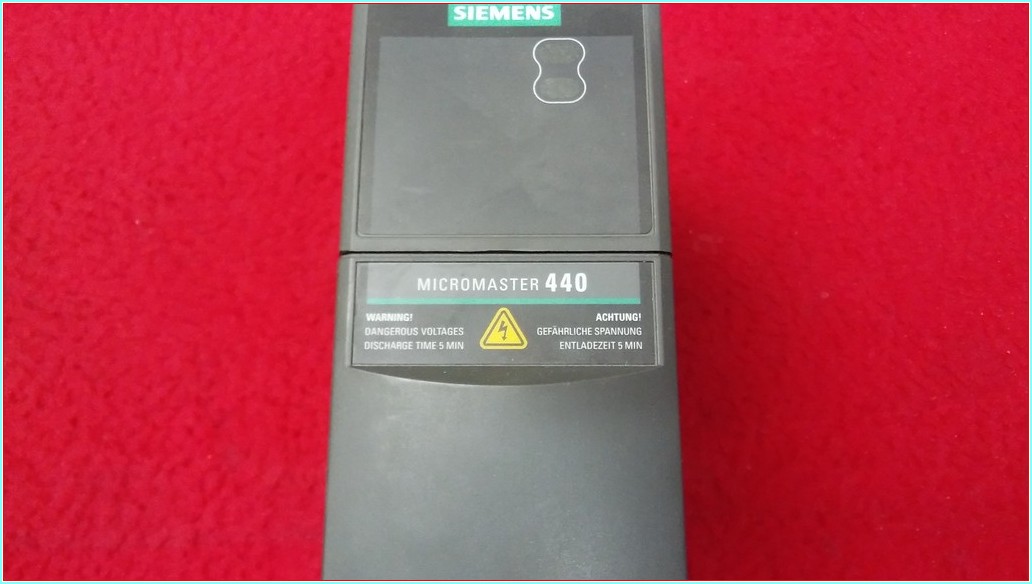 SIEMENS
MICROMASTER 440
WARNING!
DANGEROUS VOLTAGES
DISCHARGE TIME 5 MIN
ACHTUNG!
GEFÄHRLICHE SPANNUNG
ENTLADEZEIT 5 MIN